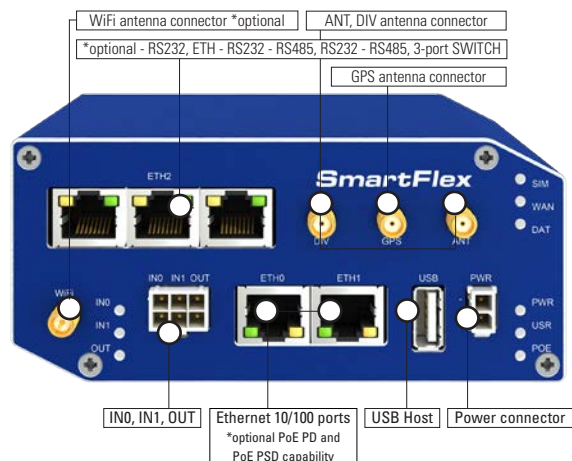 WiFi antenna connector *optional
ANT, DIV antenna connector
*optional - RS232, ETH - RS232 - RS485, RS232 - RS485, 3-port SWITCH
GPS antenna connector
ETH2
SmartFlex
SIM
WAN
DAT
DIV
GPS
ANT
WiFi
IN0
IN1
OUT
IN0 IN1 OUT
ETH0
ETH1
USB
PWR
PWR
USR
POE
IN0, IN1, OUT
Ethernet 10/100 ports
*optional PoE PD and
PoE PSD capability
USB Host
Power connector